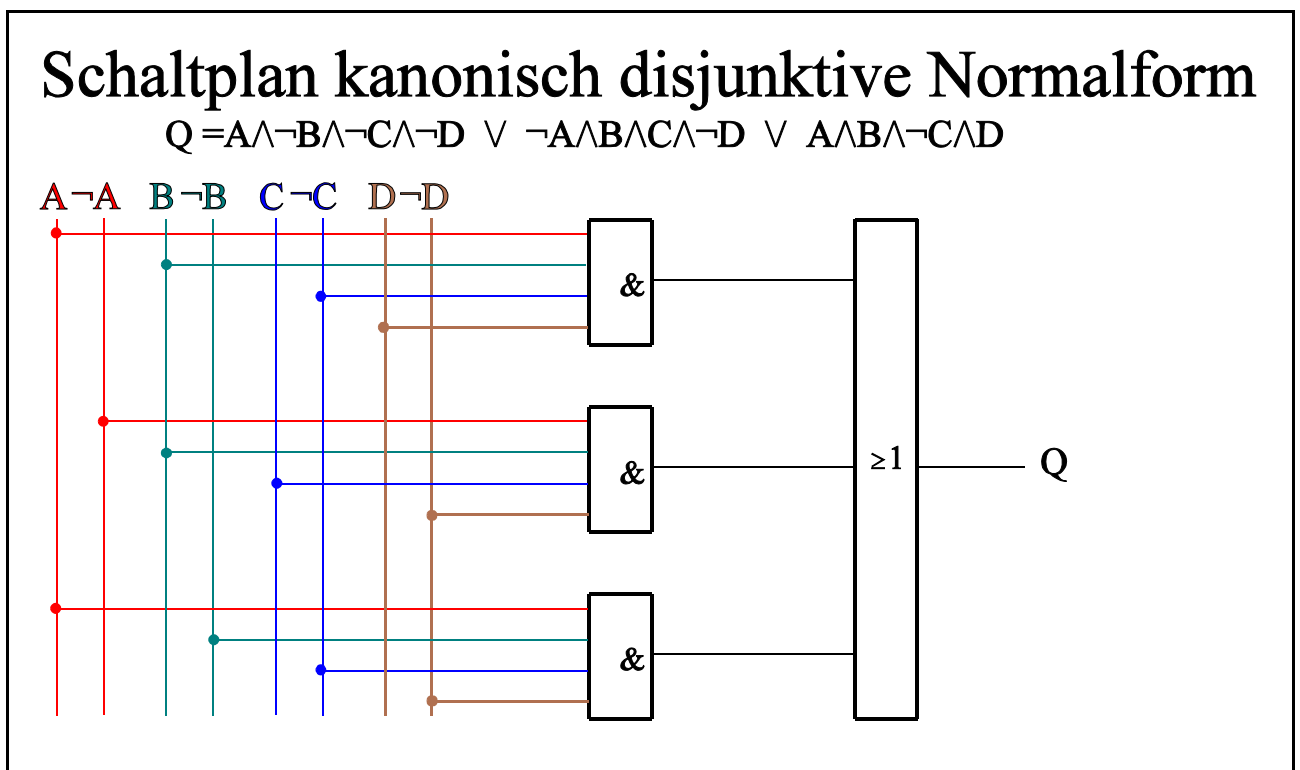 Schaltplan kanonisch disjunktive Normalform
Q =A/\¬B/\¬C/\¬D \/ ¬A/\B/\C/\¬D \/ A/\B/\¬C/\D
A ¬A B ¬B C ¬C D ¬D
&
&
≥1 Q
&